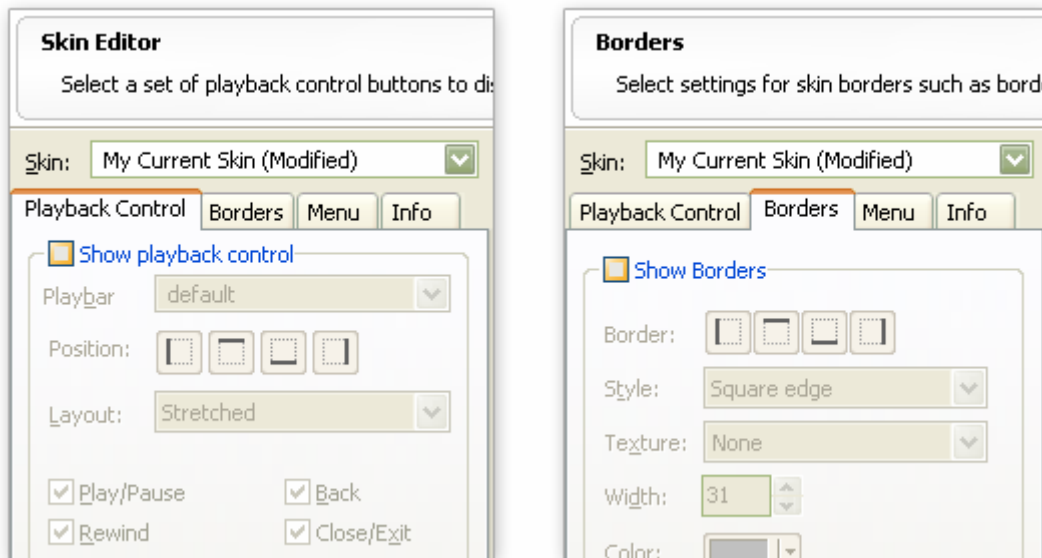 Skin Editor
Select a set of playback control buttons to dis
Skin: My Current Skin (Modified)
Playback Control Borders Menu Info
Show playback control
Playbar default
Position:
Layout: Stretched
Play/Pause Back
Rewind Close/Exit
Borders
Select settings for skin borders such as bord
Skin: My Current Skin (Modified)
Playback Control Borders Menu Info
Show Borders
Border:
Style: Square edge
Texture: None
Width: 31
Color: